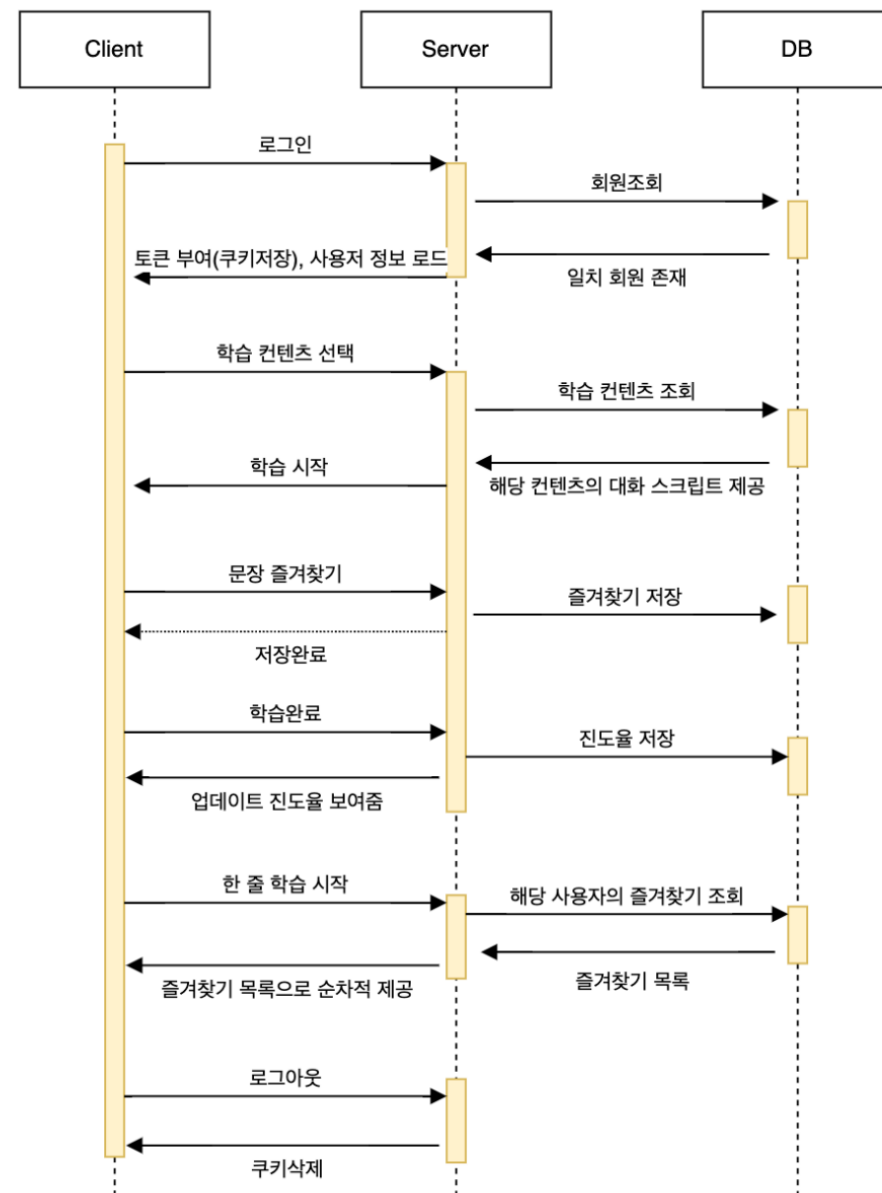 Client
Server
DB
로그인
회원조회
토큰 부여(쿠키저장), 사용저 정보 로드
일치 회원 존재
학습 컨텐츠 선택
학습 컨텐츠 조회
학습 시작
해당 컨텐츠의 대화 스크립트 제공
문장 즐겨찾기
즐겨찾기 저장
저장완료
학습완료
진도율 저장
업데이트 진도율 보여줌
한 줄 학습 시작
해당 사용자의 즐겨찾기 조회
즐겨찾기 목록으로 순차적 제공
즐겨찾기 목록
로그아웃
쿠키삭제